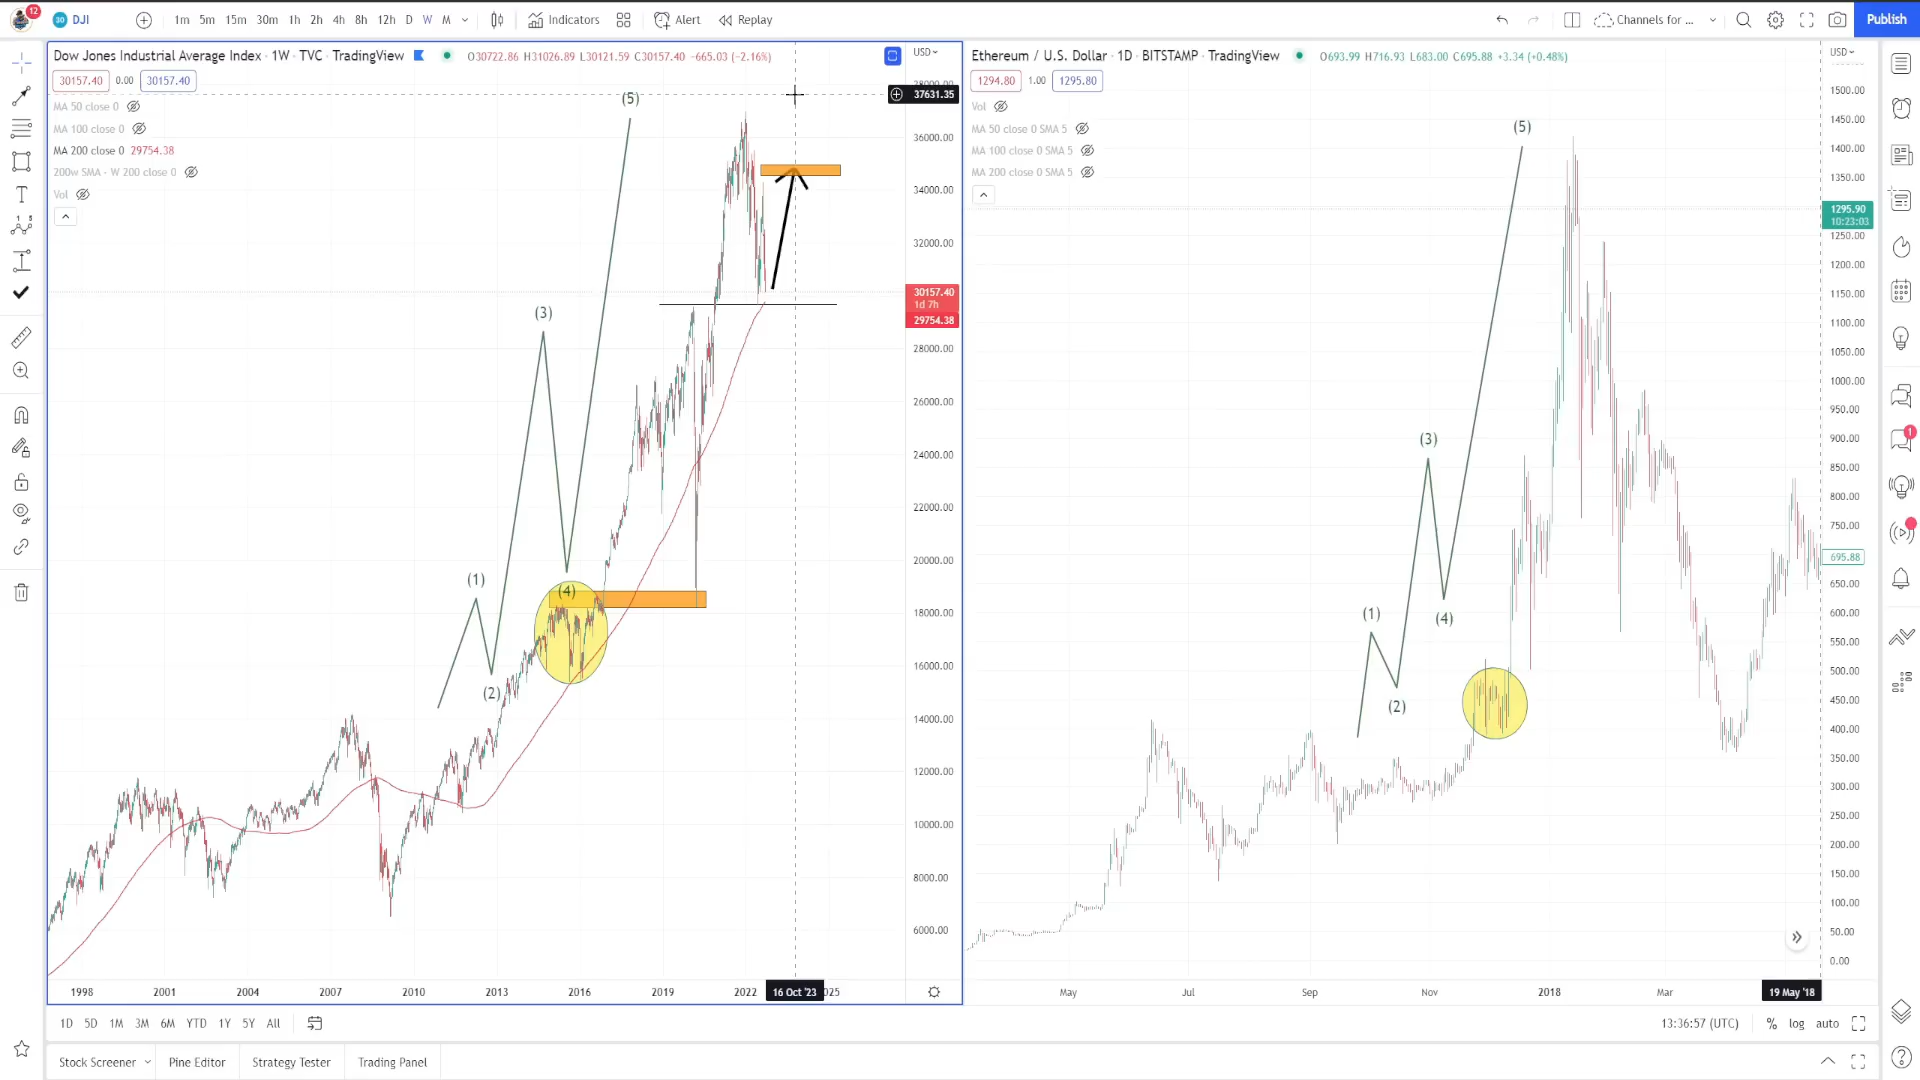 12
30 DJI
1m 5m 15m 30m 1h 2h 4h 8h 12h D W M
Indicators
Alert
Replay
Channels for ...
Publish
Dow Jones Industrial Average Index · 1W · TVC · TradingView
O30722.86 H31026.89 L30121.59 C30157.40 −665.03 (−2.16%)
USD
30157.40 0.00 30157.40
MA 50 close 0
MA 100 close 0
MA 200 close 0 29754.38
200w SMA - W 200 close 0
Vol
(1)
(2)
(3)
(4)
(5)
38000.00
37631.35
36000.00
34000.00
32000.00
30157.40
1d 7h
29754.38
28000.00
26000.00
24000.00
22000.00
20000.00
18000.00
16000.00
14000.00
12000.00
10000.00
8000.00
6000.00
1998 2001 2004 2007 2010 2013 2016 2019 2022 16 Oct '23 025
Ethereum / U.S. Dollar · 1D · BITSTAMP · TradingView
O693.99 H716.93 L683.00 C695.88 +3.34 (+0.48%)
USD
1294.80 1.00 1295.80
Vol
MA 50 close 0 SMA 5
MA 100 close 0 SMA 5
MA 200 close 0 SMA 5
(1)
(2)
(3)
(4)
(5)
1500.00
1450.00
1400.00
1350.00
1295.90
10:23:03
1250.00
1200.00
1150.00
1100.00
1050.00
1000.00
950.00
900.00
850.00
800.00
750.00
695.88
650.00
600.00
550.00
500.00
450.00
400.00
350.00
300.00
250.00
200.00
150.00
100.00
50.00
0.00
May Jul Sep Nov 2018 Mar 19 May '18
1
1D 5D 1M 3M 6M YTD 1Y 5Y All
13:36:57 (UTC) % log auto
Stock Screener Pine Editor Strategy Tester Trading Panel